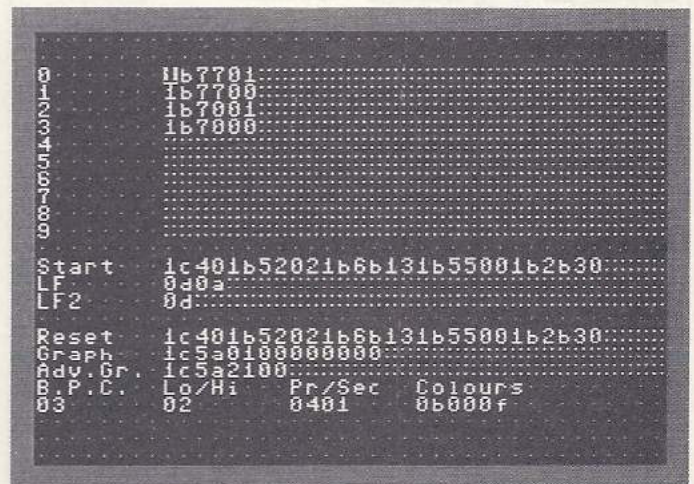 0 1b7701
1 1b7700
2 1b7001
3 1b7000
4
5
6
7
8
9
Start 1c401b52021b6b131b55001b2b30
LF 0d0a
LF2 0d
Reset 1c401b52021b6b131b55001b2b30
Graph 1c5a0100000000
Adv.Gr. 1c5a2100
B.P.C. Lo/Hi Pr/Sec Colours
03 02 0401 0b000f